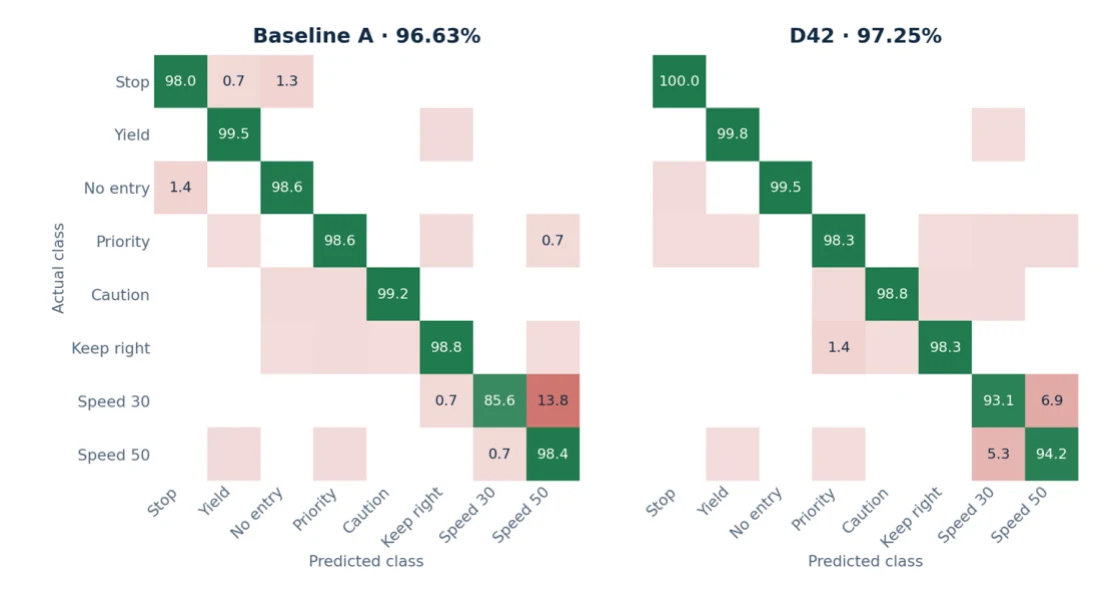 Baseline A · 96.63%
D42 · 97.25%
Actual class
Stop 98.0 0.7 1.3 100.0
Yield 99.5 99.8
No entry 1.4 98.6 99.5
Priority 98.6 0.7 98.3
Caution 99.2 98.8
Keep right 98.8 1.4 98.3
Speed 30 0.7 85.6 13.8 93.1 6.9
Speed 50 0.7 98.4 5.3 94.2
Stop Yield No entry Priority Caution Keep right Speed 30 Speed 50
Stop Yield No entry Priority Caution Keep right Speed 30 Speed 50
Predicted class
Predicted class